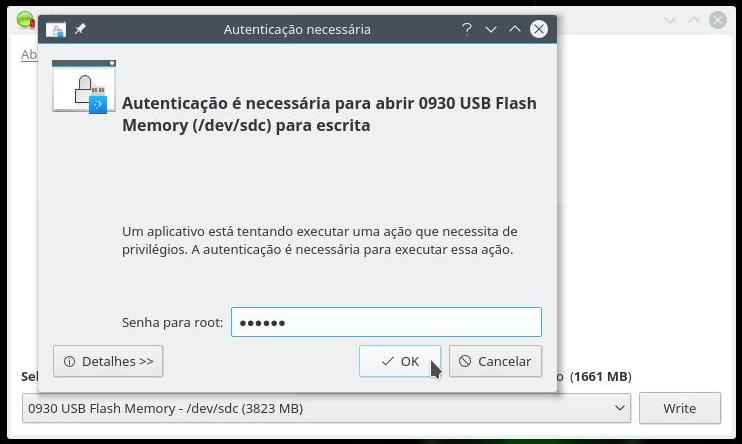 Autenticação necessária
Ab
Autenticação é necessária para abrir 0930 USB Flash
Memory (/dev/sdc) para escrita
Um aplicativo está tentando executar uma ação que necessita de
privilégios. A autenticação é necessária para executar essa ação.
Senha para root: ●●●●●●
Detalhes >>
OK
Cancelar
Sel
o (1661 MB)
0930 USB Flash Memory - /dev/sdc (3823 MB)
Write